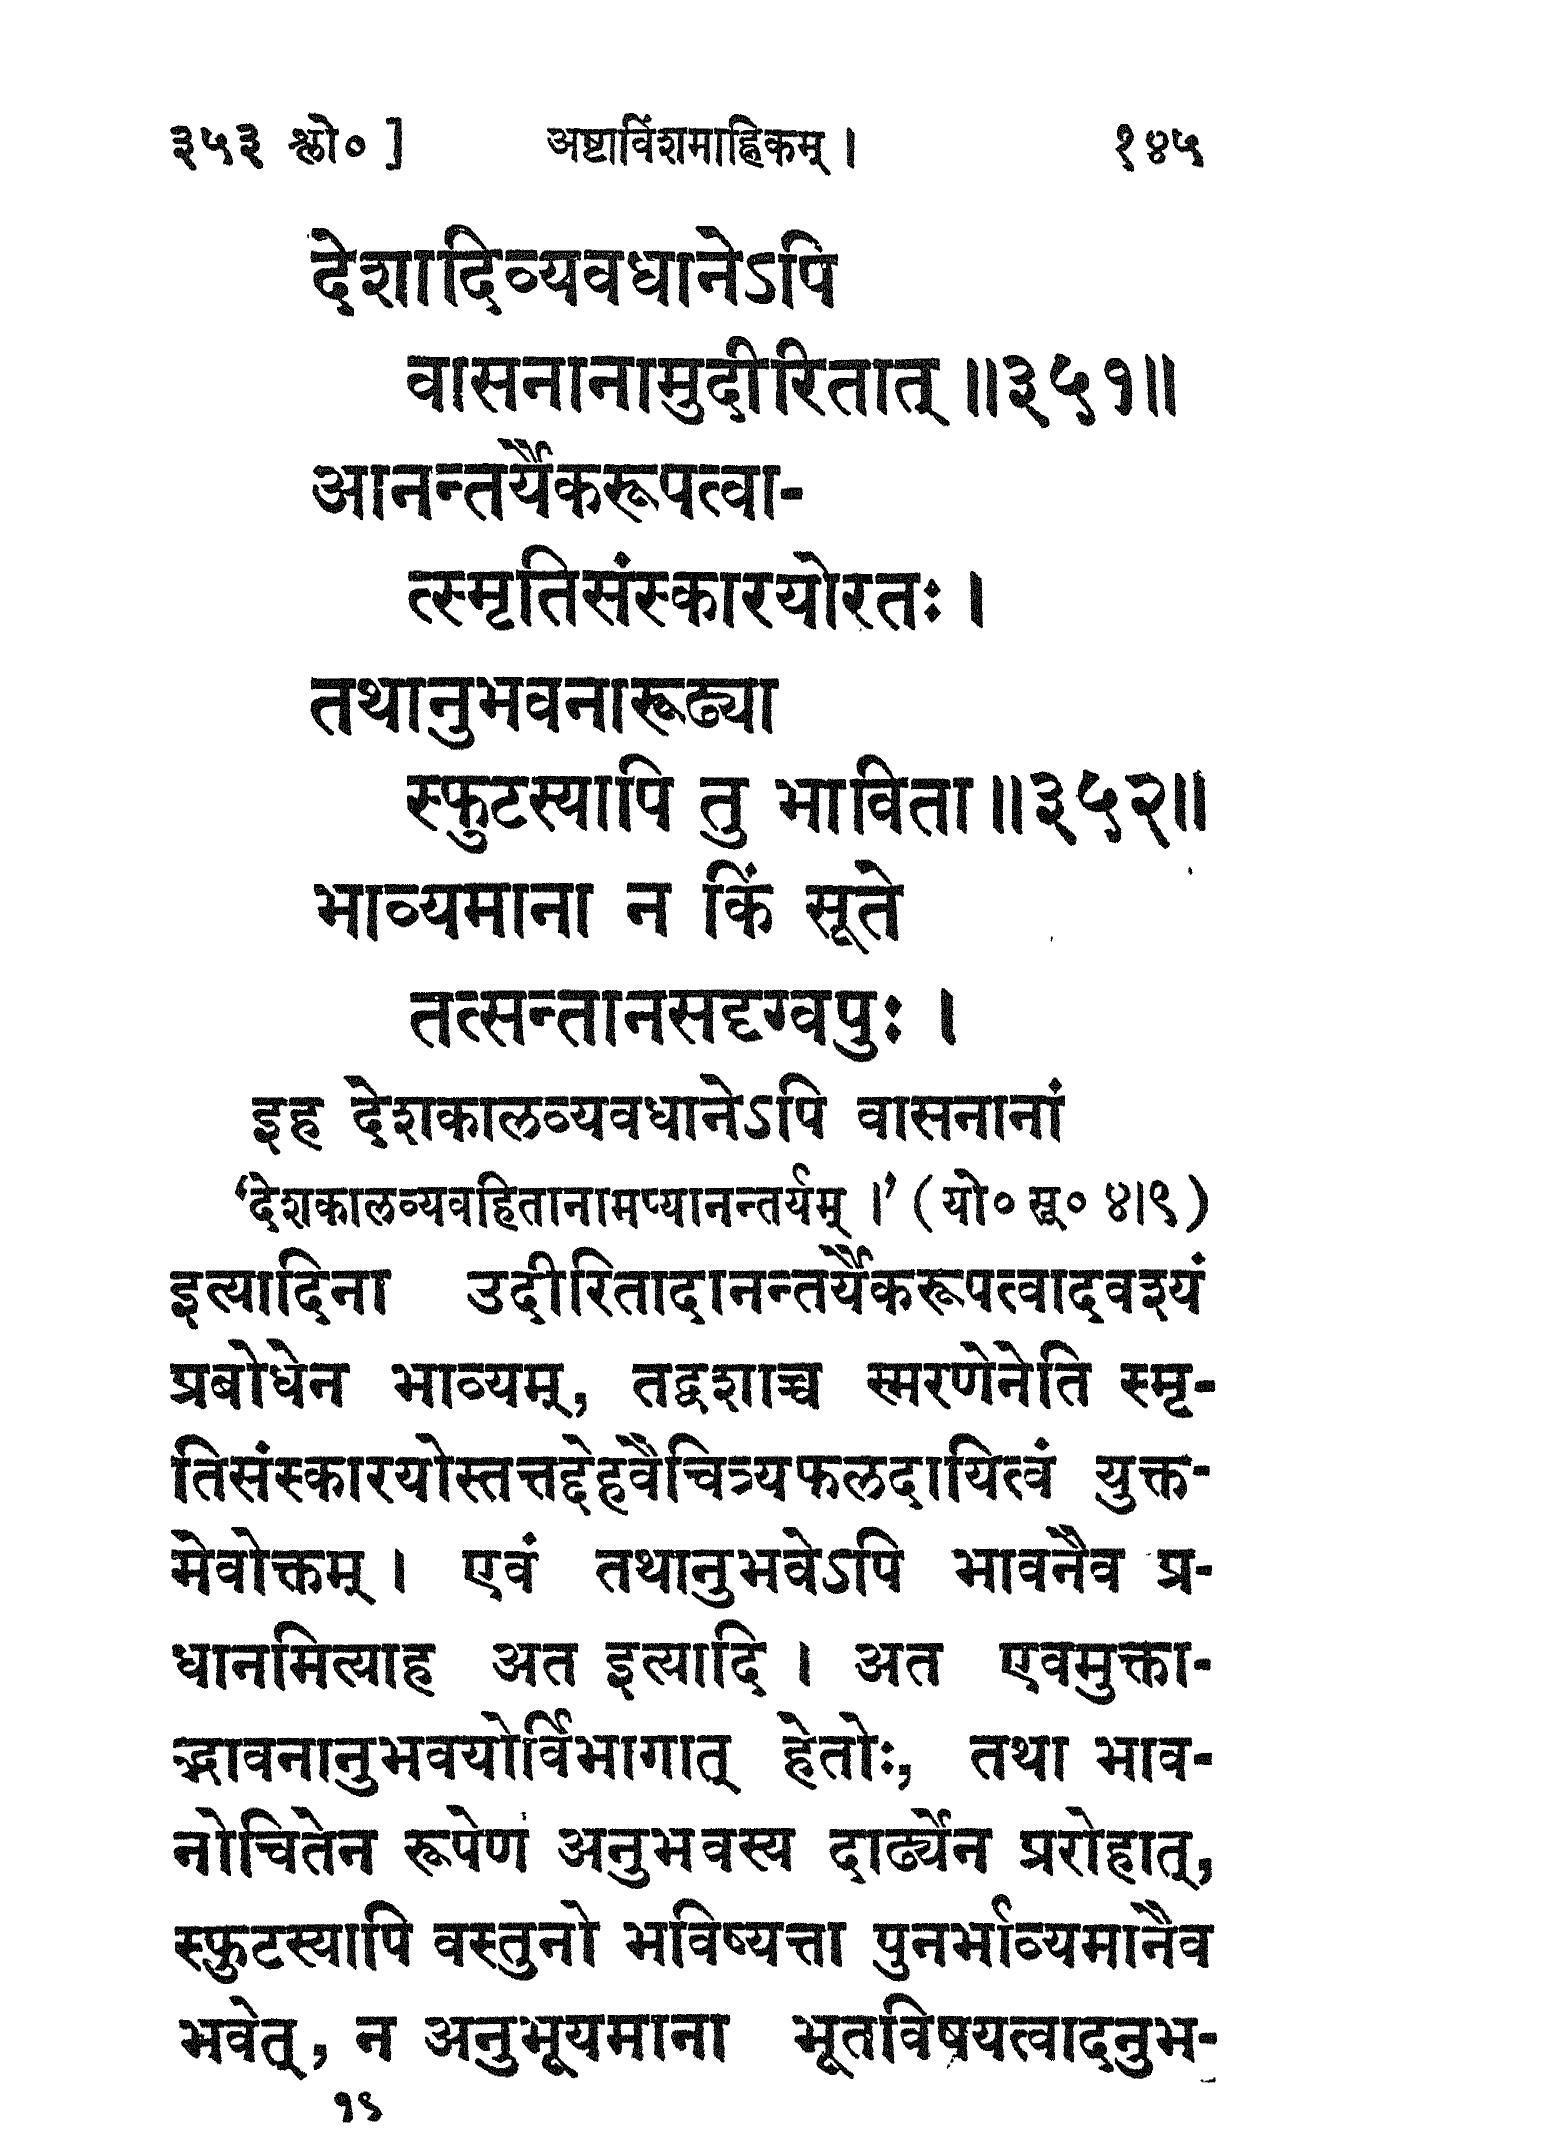 ३५३ श्लो० ] अष्टाविंशमाह्निकम् । १४५
देशादिव्यवधानेऽपि
वासनानामुदीरितात् ॥३५१॥
आनन्तर्यैकरूपत्वा-
त्स्मृतिसंस्कारयोरतः ।
तथानुभवनारूढ्या
स्फुटस्यापि तु भाविता ॥३५२॥
भाव्यमाना न किं सूते
तत्सन्तानसदृग्वपुः ।
इह देशकालव्यवधानेऽपि वासनानां
‘देशकालव्यवहितानामप्यानन्तर्यम् ।’ (यो० सू० ४।९)
इत्यादिना उदीरितादानन्तर्यैकरूपत्वादवश्यं
प्रबोधेन भाव्यम्, तद्वशाच्च स्मरणेनेति स्मृ-
तिसंस्कारयोस्तत्तद्देहवैचित्र्यफलदायित्वं युक्त-
मेवोक्तम् । एवं तथानुभवेऽपि भावनैव प्र-
धानमित्याह अत इत्यादि । अत एवमुक्ता-
द्भावनानुभवयोर्विभागात् हेतोः, तथा भाव-
नोचितेन रूपेण अनुभवस्य दार्ढ्येन प्ररोहात्,
स्फुटस्यापि वस्तुनो भविष्यत्ता पुनर्भाव्यमानैव
भवेत्, न अनुभूयमाना भूतविषयत्वादनुभ-
१९